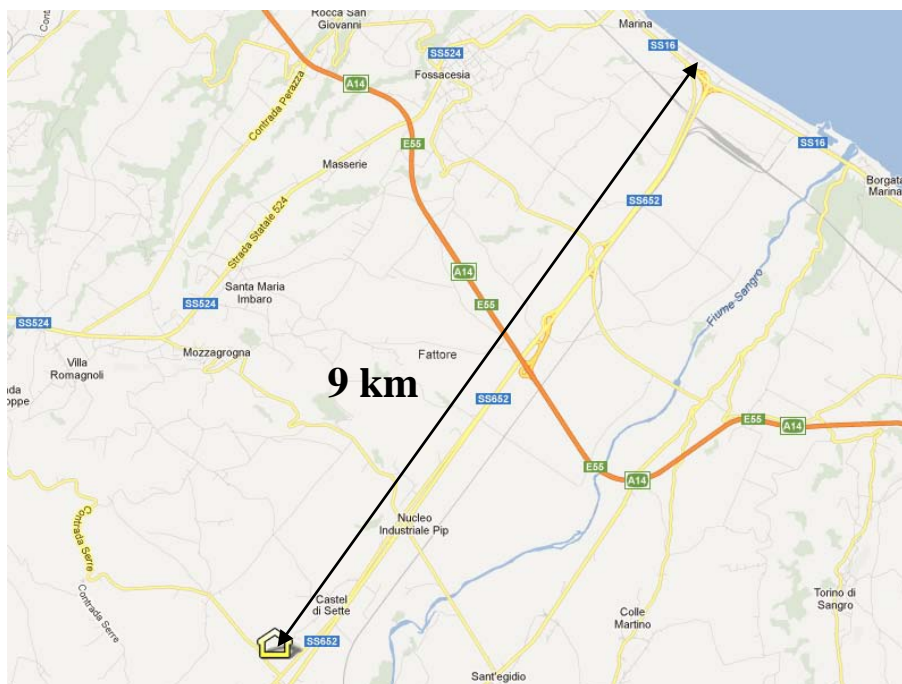 Contrad
Rocca San
Giovanni
Marina
SS16
SS524
Fossacesia
A14
Contrada Perazza
E55
SS16
Masserie
Borgata
Marina
SS652
Strada Statale 524
A14
Santa Maria
Imbaro
E55
Fiume Sangro
SS524
SS524
Mozzagrogna
Fattore
Villa
Romagnoli
9 km
nda
oppe
SS652
E55
A14
E55
A14
Nucleo
Industriale Pip
Contrada Serre
Contrada Serre
Castel
di Sette
SS652
Colle
Martino
Torino di
Sangro
Sant'egidio